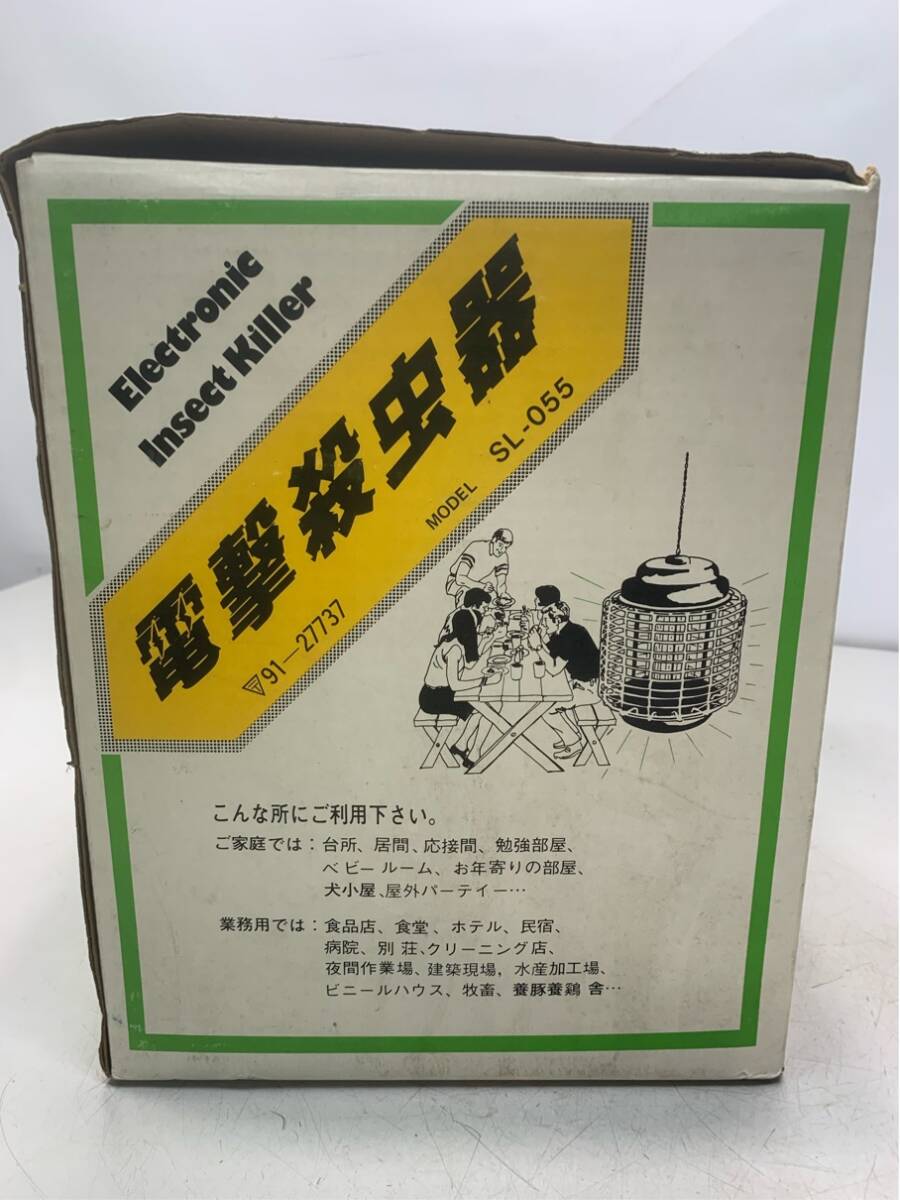 Electronic
Insect Killer
電撃殺虫器
MODEL SL-055
91-27737
こんな所にご利用下さい。
ご家庭では：台所、居間、応接間、勉強部屋、
ベビールーム、お年寄りの部屋、
犬小屋、屋外パーテイー…
業務用では：食品店、食堂、ホテル、民宿、
病院、別荘、クリーニング店、
夜間作業場、建築現場，水産加工場、
ビニールハウス、牧畜、養豚養鶏舎…